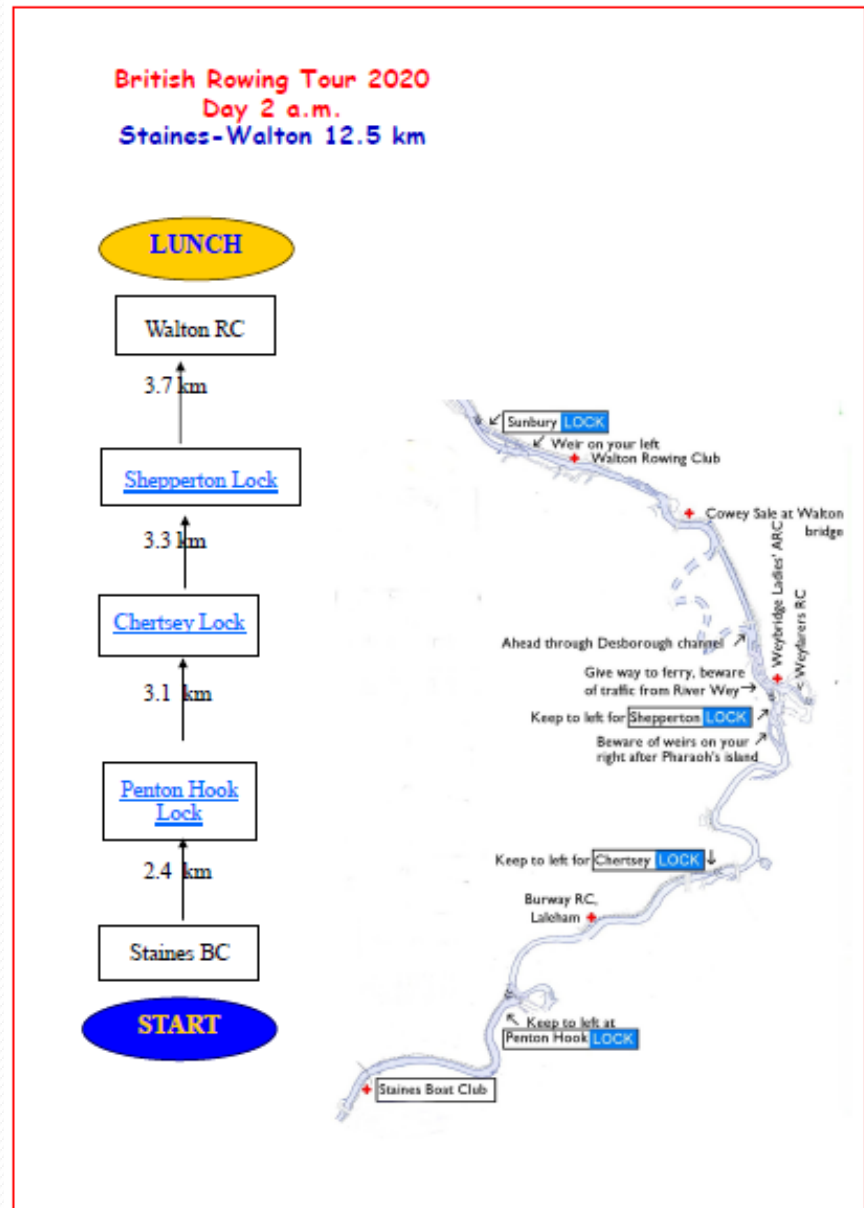 British Rowing Tour 2020
Day 2 a.m.
Staines-Walton 12.5 km
LUNCH
Walton RC
3.7 km
Shepperton Lock
3.3 km
Chertsey Lock
3.1 km
Penton Hook
Lock
2.4 km
Staines BC
START
Sunbury LOCK
Weir on your left
Walton Rowing Club
Cowey Sale at Walton
bridge
Weybridge Ladies' ARC
< Weyfarers RC
Ahead through Desborough channel
Give way to ferry, beware
of traffic from River Wey
Keep to left for Shepperton LOCK
Beware of weirs on your
right after Pharaoh's island
Keep to left for Chertsey LOCK
Burway RC,
Laleham
Keep to left at
Penton Hook LOCK
Staines Boat Club